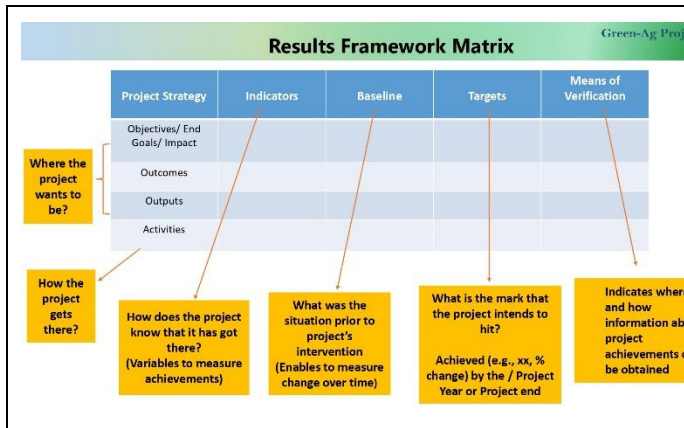 Green-Ag Proj
Results Framework Matrix
Project Strategy
Indicators
Baseline
Targets
Means of
Verification
Objectives/ End
Goals/ Impact
Outcomes
Outputs
Activities
Where the
project
wants to
be?
How the
project
gets
there?
How does the project
know that it has got
there?
(Variables to measure
achievements)
What was the
situation prior to
project's
intervention
(Enables to measure
change over time)
What is the mark that
the project intends to
hit?
Achieved (e.g., xx, %
change) by the / Project
Year or Project end
Indicates where
and how
information ab
project
achievements
be obtained